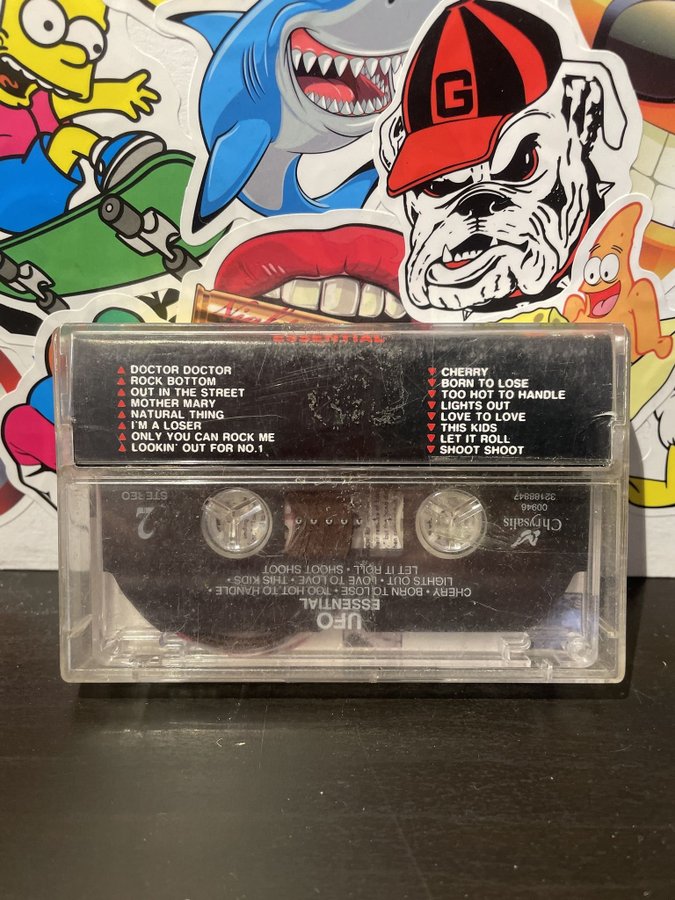 G
ESSENTIAL
▲ DOCTOR DOCTOR
▲ ROCK BOTTOM
▲ OUT IN THE STREET
▲ MOTHER MARY
▲ NATURAL THING
▲ I'M A LOSER
▲ ONLY YOU CAN ROCK ME
▲ LOOKIN' OUT FOR NO.1
▼ CHERRY
▼ BORN TO LOSE
▼ TOO HOT TO HANDLE
▼ LIGHTS OUT
▼ LOVE TO LOVE
▼ THIS KIDS
▼ LET IT ROLL
▼ SHOOT SHOOT
UFO
ESSENTIAL
CHERY • BORN TO LOSE • TOO HOT TO HANDLE •
LIGHTS OUT • LOVE TO LOVE • THIS KIDS •
LET IT ROLL • SHOOT SHOOT
Chrysalis
00946
32188847
2
STEREO